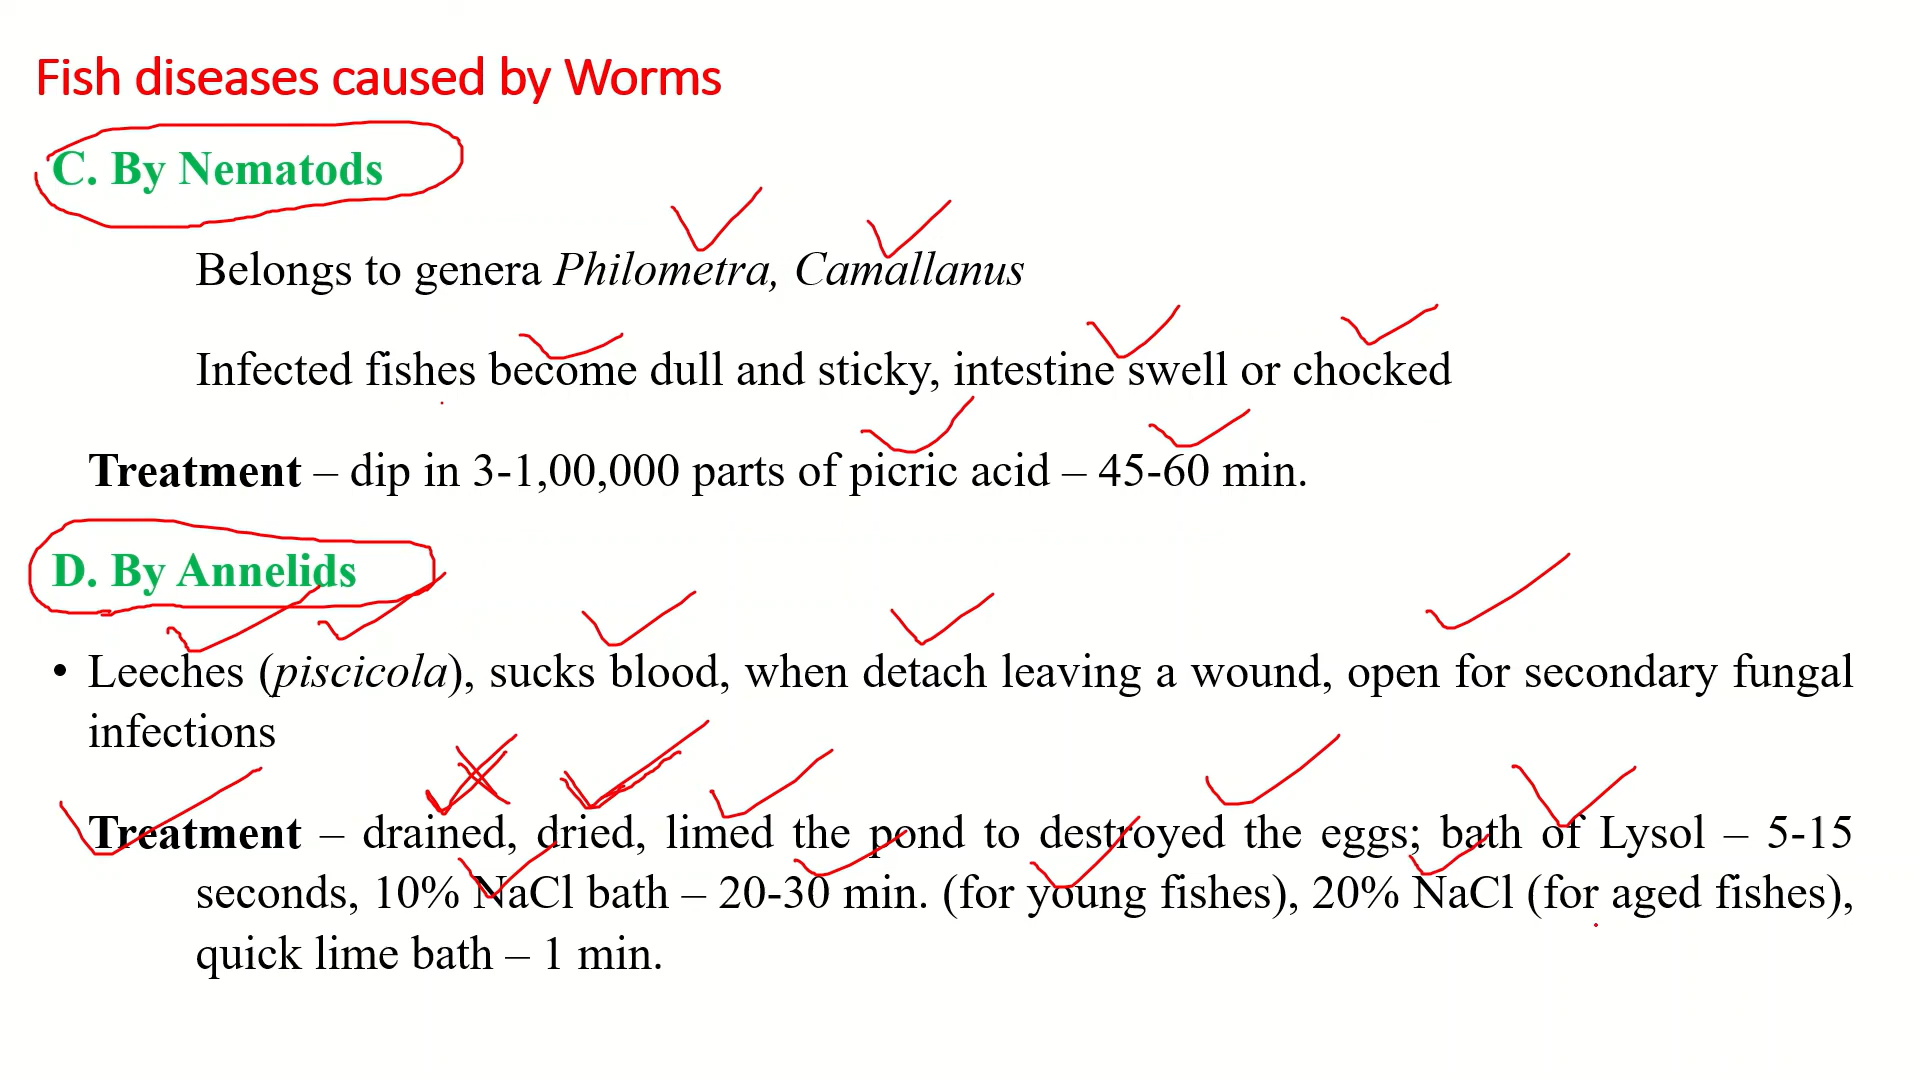 Fish diseases caused by Worms
C. By Nematods
Belongs to genera Philometra, Camallanus
Infected fishes become dull and sticky, intestine swell or chocked
Treatment – dip in 3-1,00,000 parts of picric acid – 45-60 min.
D. By Annelids
• Leeches (piscicola), sucks blood, when detach leaving a wound, open for secondary fungal
infections
Treatment – drained, dried, limed the pond to destroyed the eggs; bath of Lysol – 5-15
seconds, 10% NaCl bath – 20-30 min. (for young fishes), 20% NaCl (for aged fishes),
quick lime bath – 1 min.